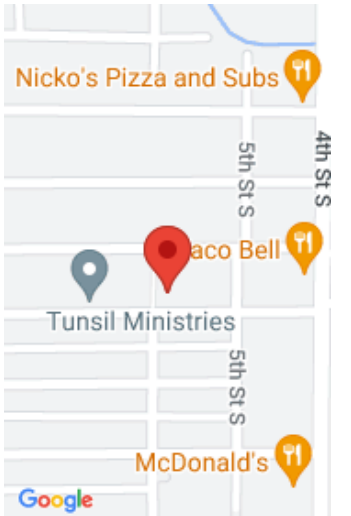 Nicko's Pizza and Subs
5th St S
4th St S
aco Bell
Tunsil Ministries
5th St S
McDonald's
Google